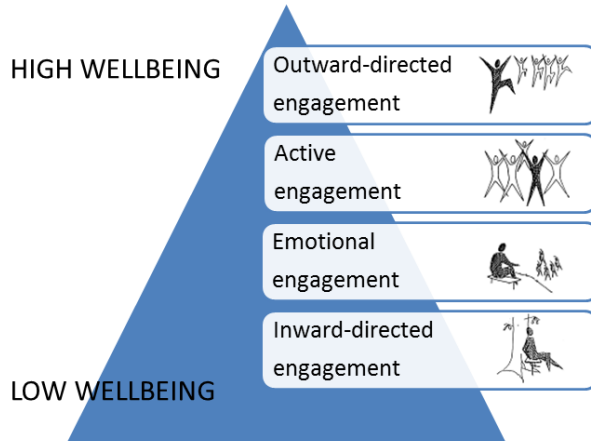 HIGH WELLBEING
Outward-directed
engagement
Active
engagement
Emotional
engagement
Inward-directed
engagement
LOW WELLBEING